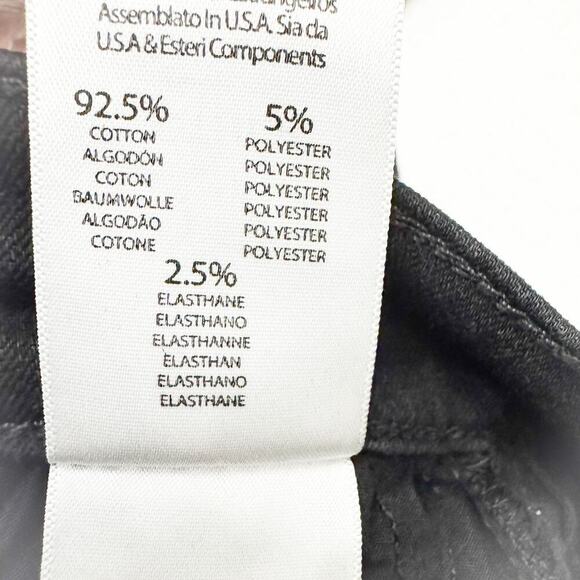 Assemblato In U.S.A. Sia da
U.S.A & Esteri Components
92.5%
COTTON
ALGODÓN
COTON
BAUMWOLLE
ALGODÃO
COTONE
5%
POLYESTER
POLYESTER
POLYESTER
POLYESTER
POLYESTER
POLYESTER
2.5%
ELASTHANE
ELASTHANO
ELASTHANNE
ELASTHAN
ELASTHANO
ELASTHANE